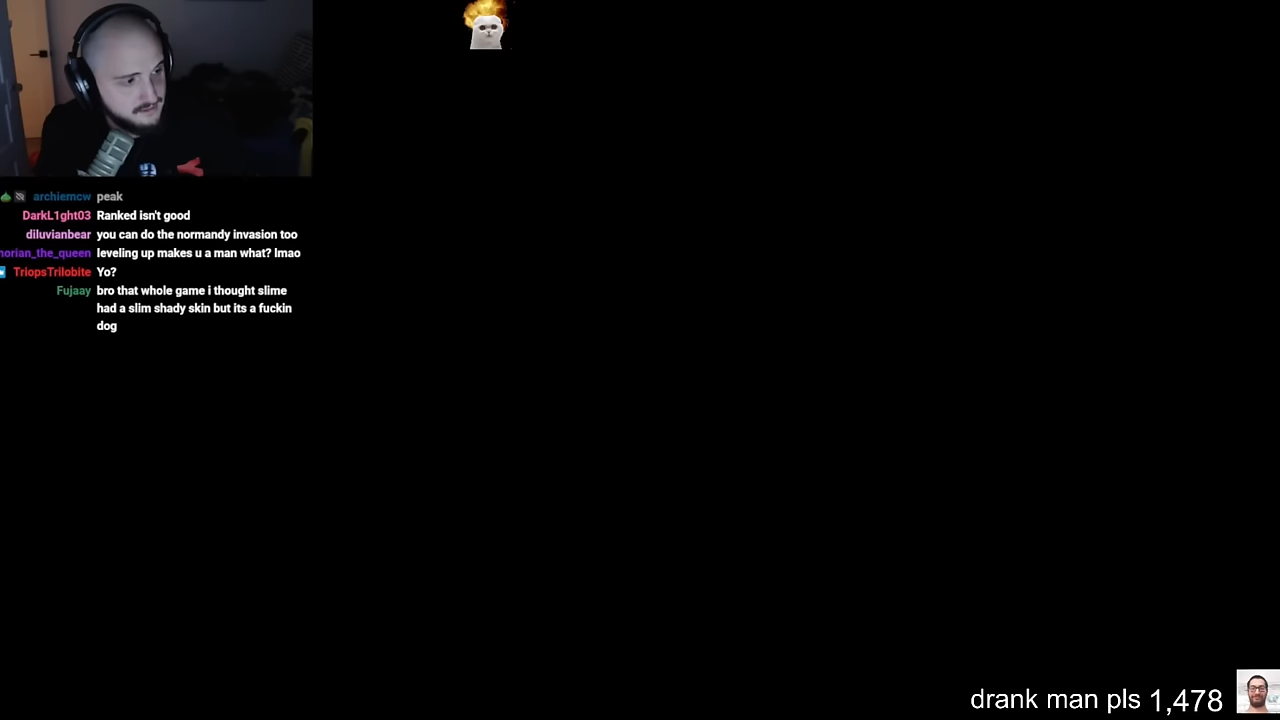 archiemcw peak
DarkL1ght03 Ranked isn't good
diluvianbear you can do the normandy invasion too
norian_the_queen leveling up makes u a man what? lmao
TriopsTrilobite Yo?
Fujaay bro that whole game i thought slime
had a slim shady skin but its a fuckin
dog
drank man pls 1,478